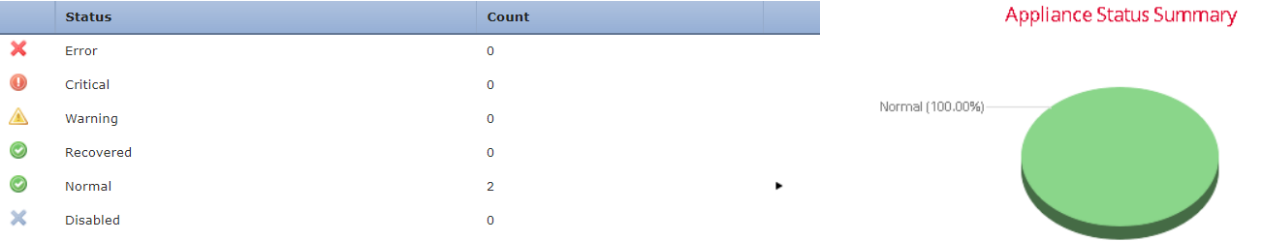 Status Count
Error 0
Critical 0
Warning 0
Recovered 0
Normal 2
Disabled 0
Appliance Status Summary
Normal (100.00%)